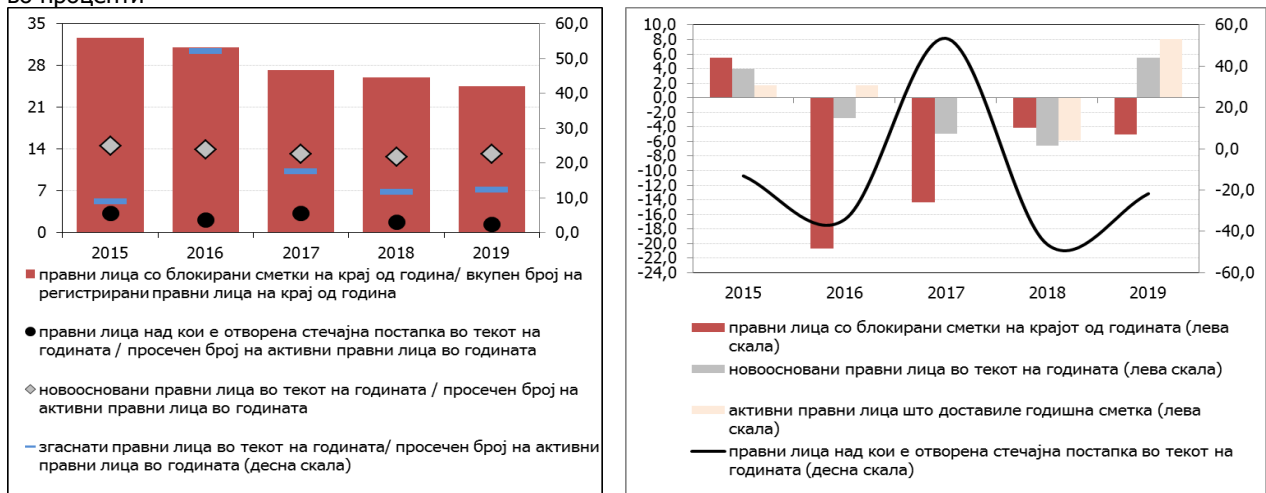 во проценти
35
28
21
14
7
0
60,0
50,0
40,0
30,0
20,0
10,0
0,0
2015 2016 2017 2018 2019
правни лица со блокирани сметки на крај од година/ вкупен број на
регистрирани правни лица на крај од година
правни лица над кои е отворена стечајна постапка во текот на
годината / просечен број на активни правни лица во годината
новоосновани правни лица во текот на годината / просечен број на
активни правни лица во годината
згаснати правни лица во текот на годината/ просечен број на активни
правни лица во годината (десна скала)
10,0
8,0
6,0
4,0
2,0
0,0
-2,0
-4,0
-6,0
-8,0
-10,0
-12,0
-14,0
-16,0
-18,0
-20,0
-22,0
-24,0
60,0
40,0
20,0
0,0
-20,0
-40,0
-60,0
2015 2016 2017 2018 2019
правни лица со блокирани сметки на крајот од годината (лева
скала)
новоосновани правни лица во текот на годината (лева скала)
активни правни лица што доставиле годишна сметка (лева
скала)
правни лица над кои е отворена стечајна постапка во текот на
годината (десна скала)